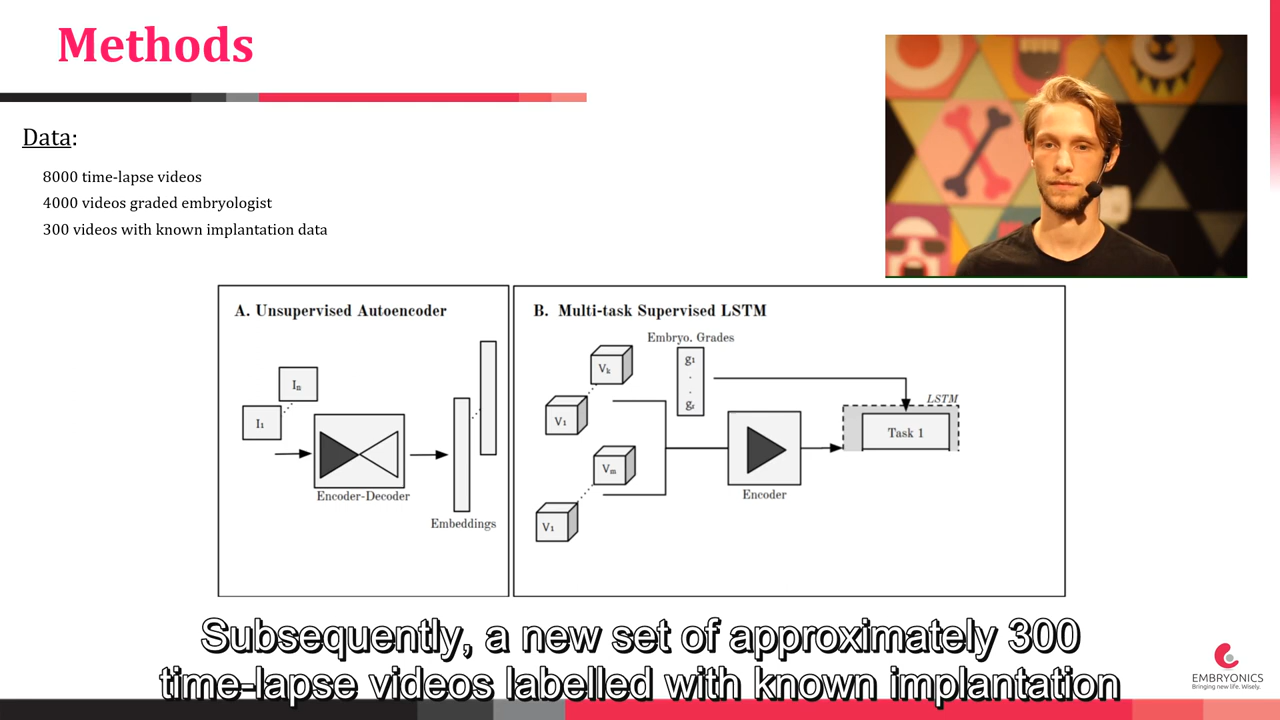 Methods
Data:
8000 time-lapse videos
4000 videos graded embryologist
300 videos with known implantation data
A. Unsupervised Autoencoder
I₁
Iₙ
Encoder-Decoder
Embeddings
B. Multi-task Supervised LSTM
Embryo. Grades
Vₖ
V₁
g₁
.
.
Vₘ
V₁
Encoder
LSTM
Task 1
Subsequently, a new set of approximately 300
time-lapse videos labelled with known implantation
EMBRYONICS
Bringing new life. Wisely.